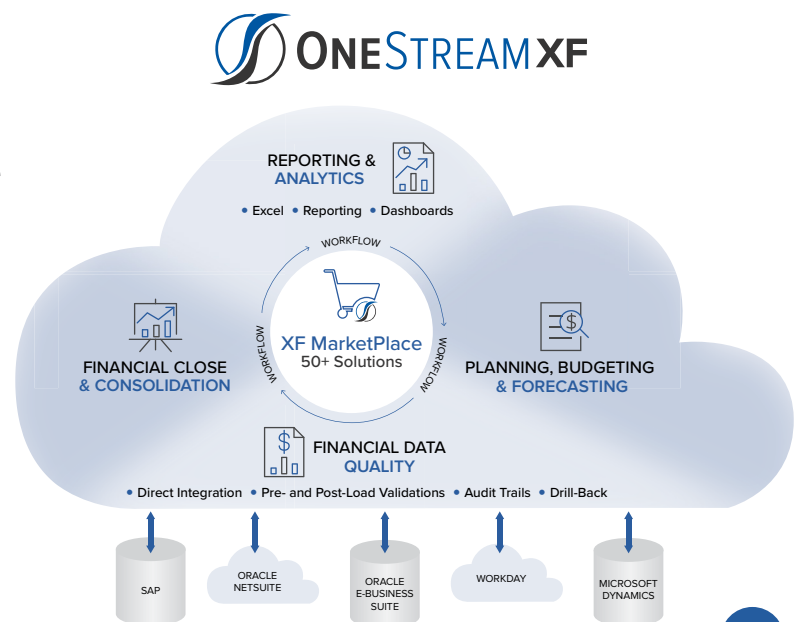 ONESTREAM XF
REPORTING &
ANALYTICS
• Excel • Reporting • Dashboards
WORKFLOW
XF MarketPlace
50+ Solutions
WORKFLOW
WORKFLOW
FINANCIAL CLOSE
& CONSOLIDATION
PLANNING, BUDGETING
& FORECASTING
$
$
FINANCIAL DATA
QUALITY
• Direct Integration • Pre- and Post-Load Validations • Audit Trails • Drill-Back
SAP
ORACLE
NETSUITE
ORACLE
E-BUSINESS
SUITE
WORKDAY
MICROSOFT
DYNAMICS